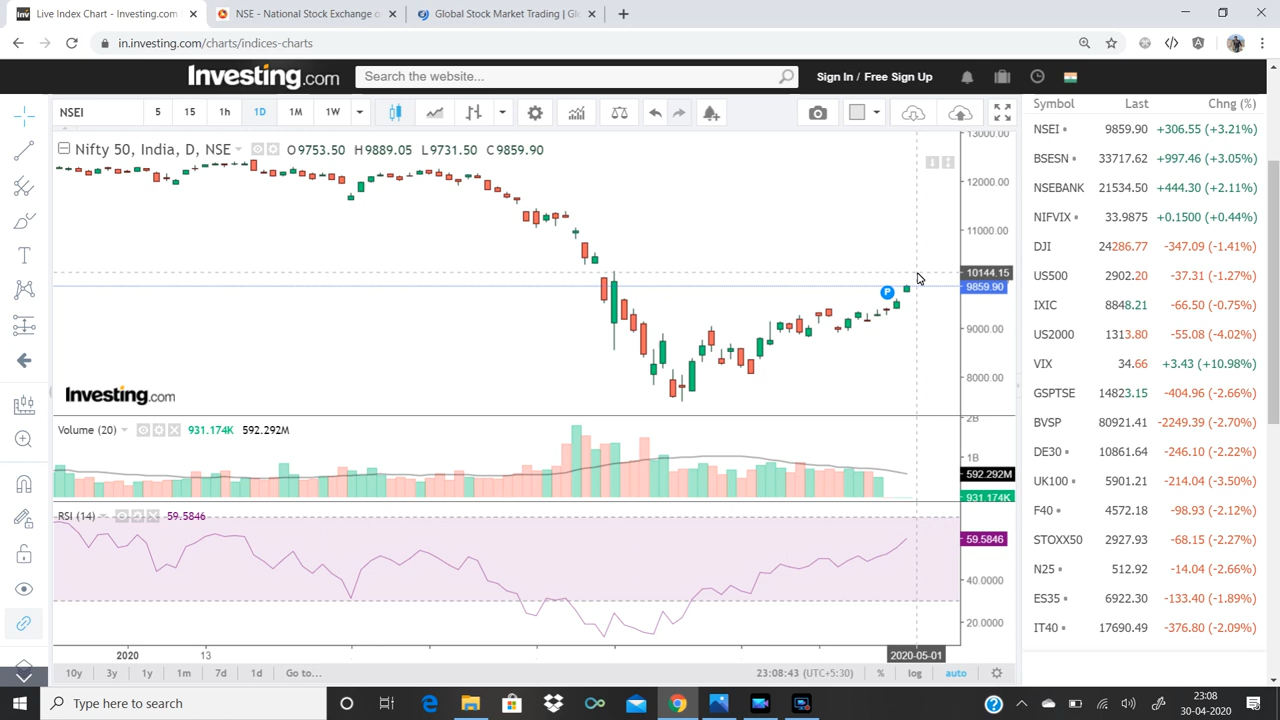 Live Index Chart - Investing.com
NSE - National Stock Exchange o
Global Stock Market Trading | Glo
in.investing.com/charts/indices-charts
Investing.com
Search the website...
Sign In / Free Sign Up
NSEI 5 15 1h 1D 1M 1W
Nifty 50, India, D, NSE O9753.50 H9889.05 L9731.50 C9859.90
13000.00
12000.00
11000.00
10144.15
9859.90
P
9000.00
8000.00
Investing.com
Volume (20) 931.174K 592.292M
2B
1B
592.292M
931.174K
RSI (14) 59.5846
59.5846
40.0000
20.0000
2020 13 2020-05-01
10y 3y 1y 1m 7d 1d Go to... 23:08:43 (UTC+5:30) % log auto
Symbol Last Chng (%)
NSEI 9859.90 +306.55 (+3.21%)
BSESN 33717.62 +997.46 (+3.05%)
NSEBANK 21534.50 +444.30 (+2.11%)
NIFVIX 33.9875 +0.1500 (+0.44%)
DJI 24286.77 -347.09 (-1.41%)
US500 2902.20 -37.31 (-1.27%)
IXIC 8848.21 -66.50 (-0.75%)
US2000 1313.80 -55.08 (-4.02%)
VIX 34.66 +3.43 (+10.98%)
GSPTSE 14823.15 -404.96 (-2.66%)
BVSP 80921.41 -2249.39 (-2.70%)
DE30 10861.64 -246.10 (-2.22%)
UK100 5901.21 -214.04 (-3.50%)
F40 4572.18 -98.93 (-2.12%)
STOXX50 2927.93 -68.15 (-2.27%)
N25 512.92 -14.04 (-2.66%)
ES35 6922.30 -133.40 (-1.89%)
IT40 17690.49 -376.80 (-2.09%)
Type here to search
23:08
30-04-2020